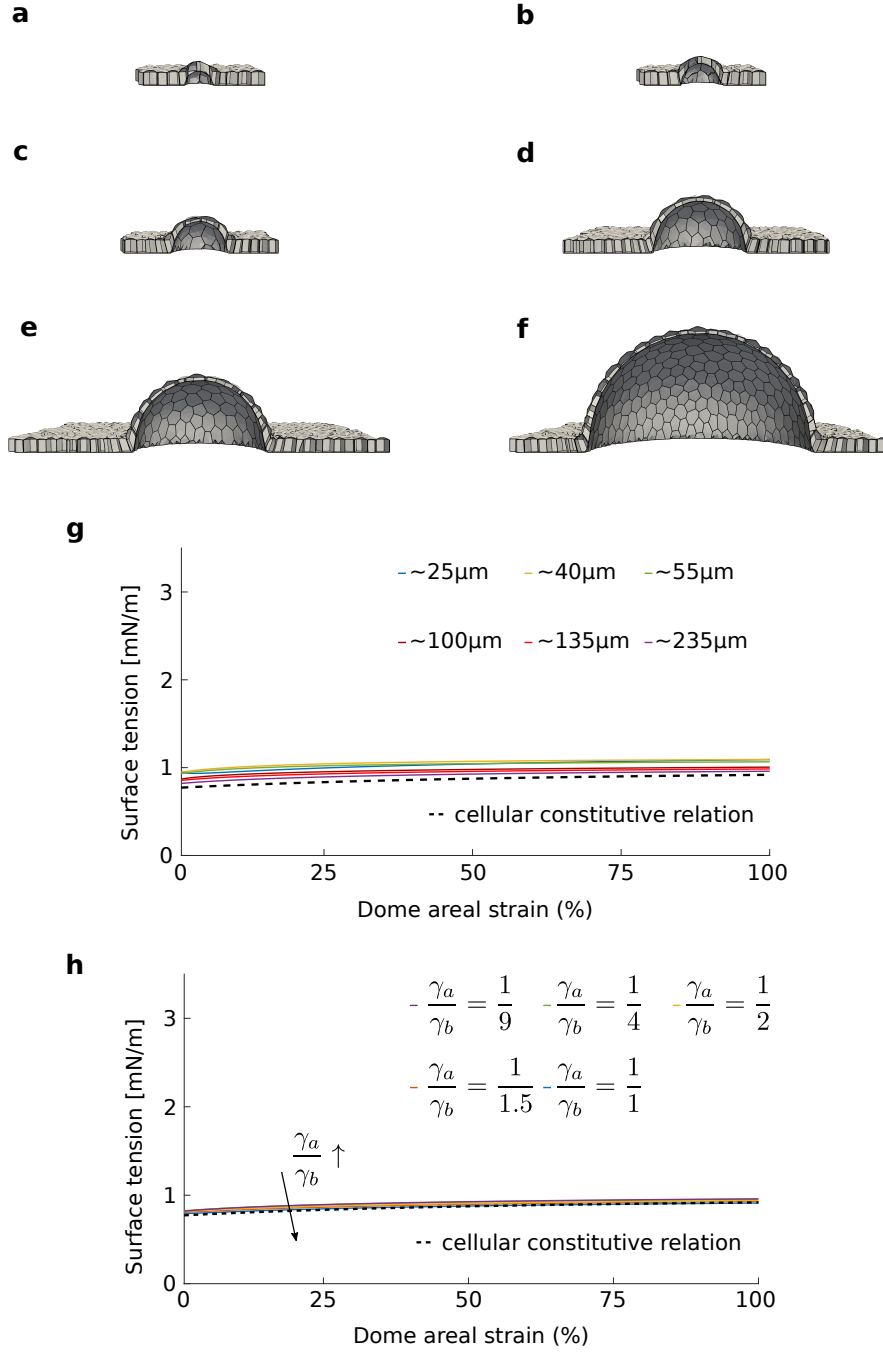 a
b
c
d
e
f
g
3
2
1
0
Surface tension [mN/m]
~25μm ~40μm ~55μm
~100μm ~135μm ~235μm
cellular constitutive relation
0 25 50 75 100
Dome areal strain (%)
h
3
2
1
0
Surface tension [mN/m]
γa/γb = 1/9 γa/γb = 1/4 γa/γb = 1/2
γa/γb = 1/1.5 γa/γb = 1/1
γa/γb ↑
cellular constitutive relation
0 25 50 75 100
Dome areal strain (%)